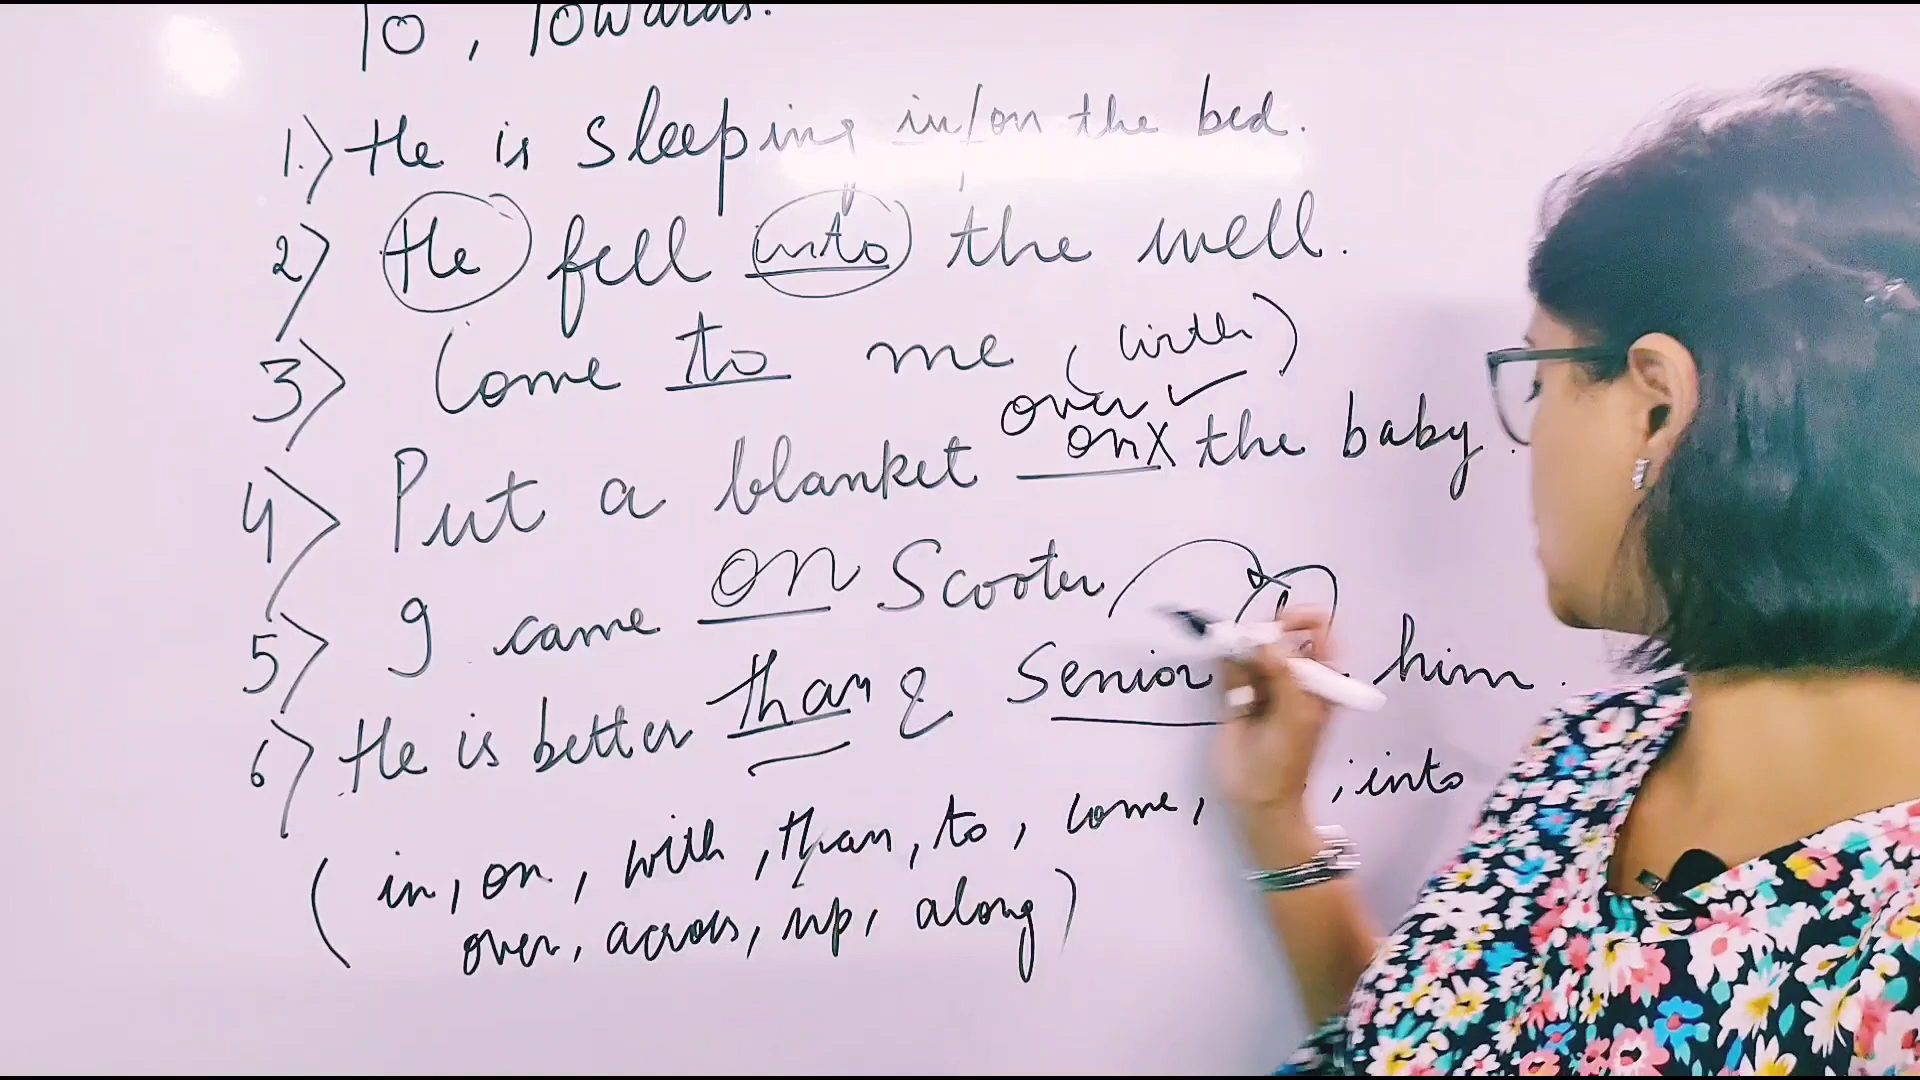 To, Towards.
1.) He is sleeping in/on the bed.
2) He fell into the well.
3) Come to me (with)
over ✓
4) Put a blanket on X the baby.
5) I came on Scooter
6) He is better than & Senior him.
(in, on, with, than, to, come, , into
over, across, up, along)